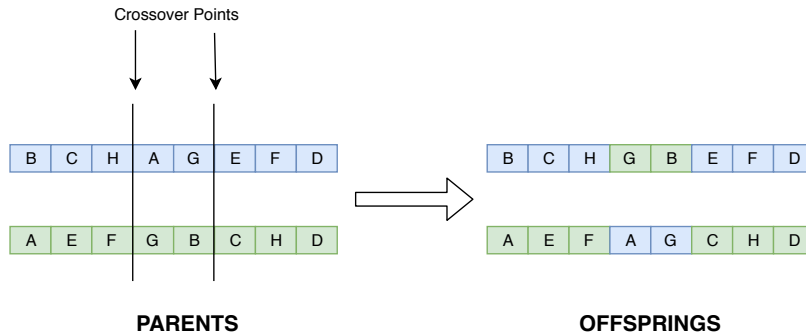 Crossover Points
B C H A G E F D
B C H G B E F D
A E F G B C H D
A E F A G C H D
PARENTS
OFFSPRINGS